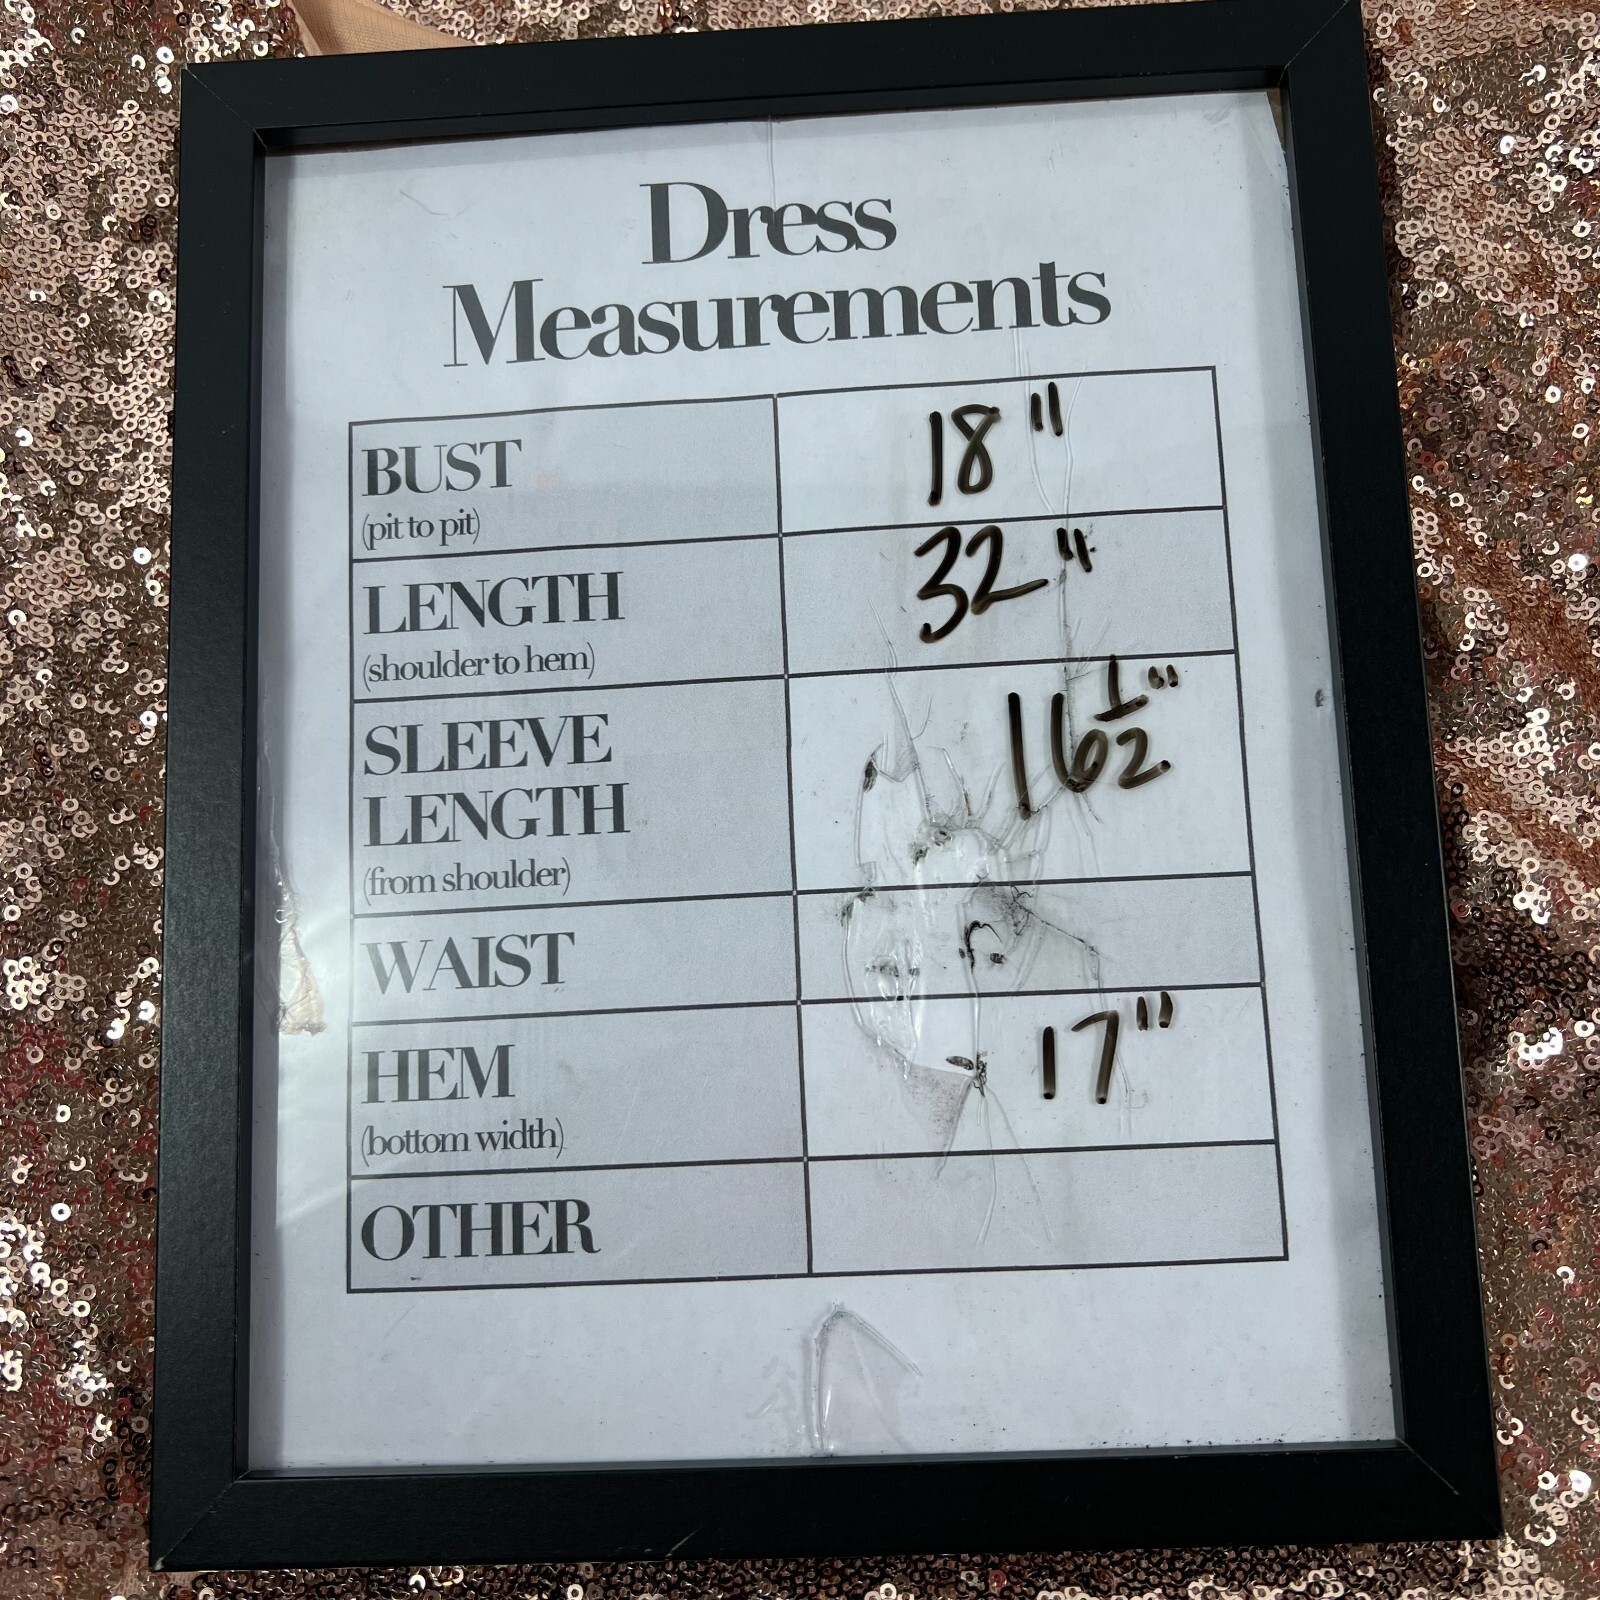 Dress
Measurements
BUST
(pit to pit)
18"
LENGTH
(shoulder to hem)
32"
SLEEVE
LENGTH
(from shoulder)
16 1/2"
WAIST
HEM
(bottom width)
17"
OTHER